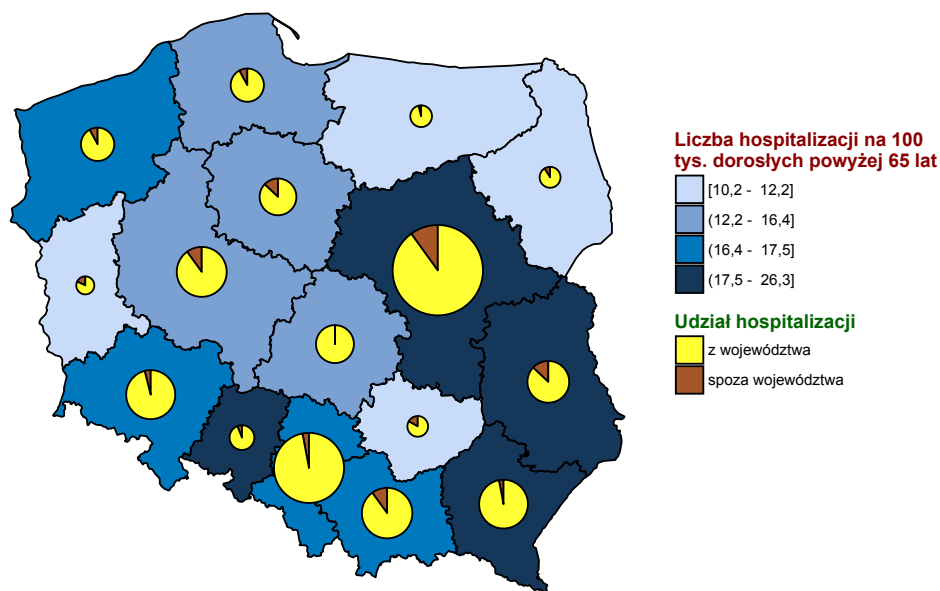 Liczba hospitalizacji na 100
tys. dorosłych powyżej 65 lat
[10,2 - 12,2]
(12,2 - 16,4]
(16,4 - 17,5]
(17,5 - 26,3]
Udział hospitalizacji
z województwa
spoza województwa